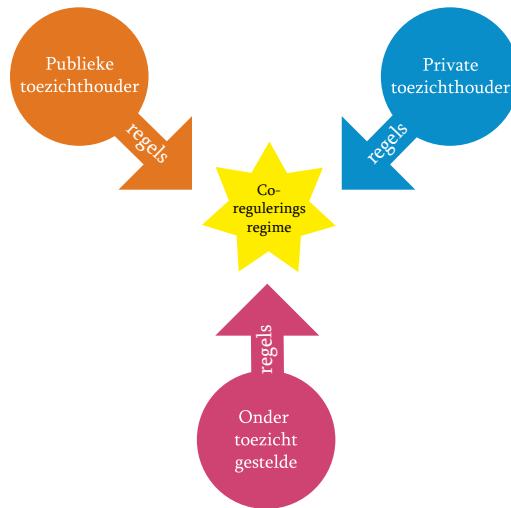 Publieke
toezichthouder
regels
Private
toezichthouder
regels
Co-
regulerings
regime
regels
Onder
toezicht
gestelde